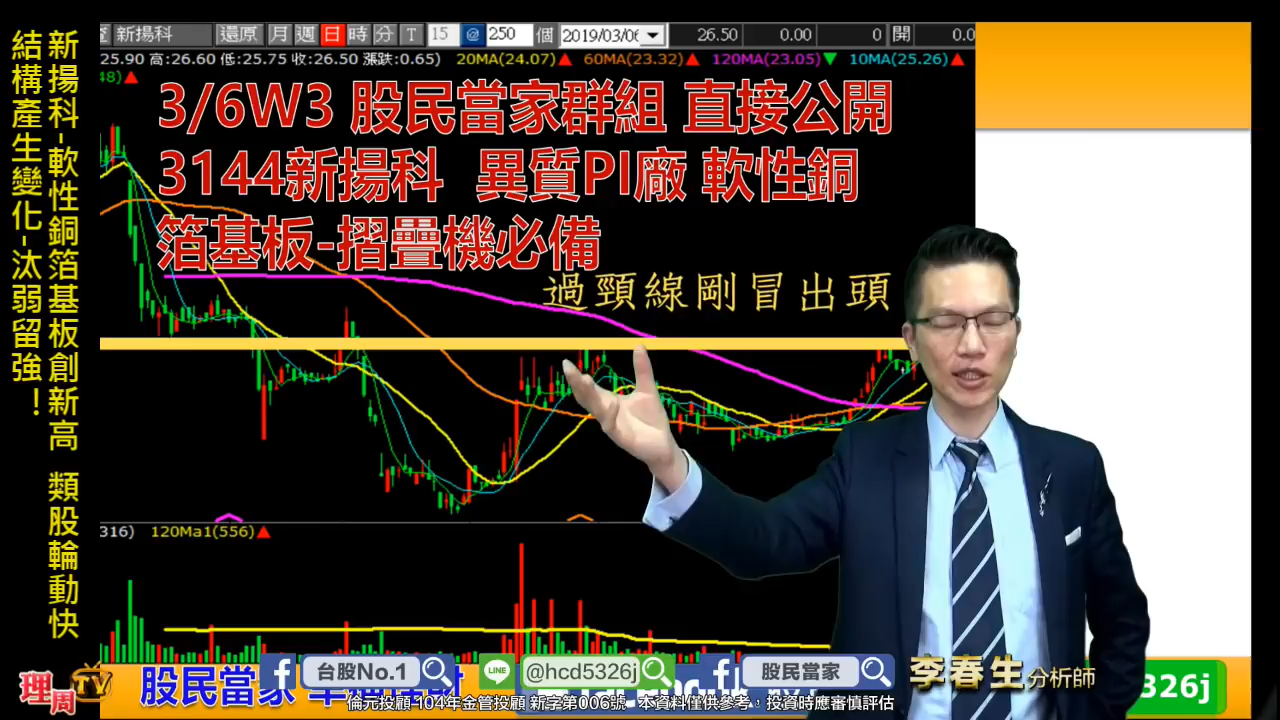 新揚科-軟性銅箔基板創新高 類股輪動快
結構產生變化-汰弱留強！
新揚科 還原 月 週 日 時 分 T 15 @ 250 個 2019/03/06 26.50 0.00 0 開 0.0
25.90 高:26.60 低:25.75 收:26.50 漲跌:0.65) 20MA(24.07)▲ 60MA(23.32)▲ 120MA(23.05)▼ 10MA(25.26)▲
48)▲
3/6W3 股民當家群組 直接公開
3144新揚科 異質PI廠 軟性銅
箔基板-摺疊機必備
過頸線剛冒出頭
316) 120Ma1(556)▲
理周TV
股民當家
台股No.1
LINE @hcd5326j
股民當家
李春生分析師
326j
倫元投顧 104年金管投顧 新字第006號 本資料僅供參考，投資時應審慎評估